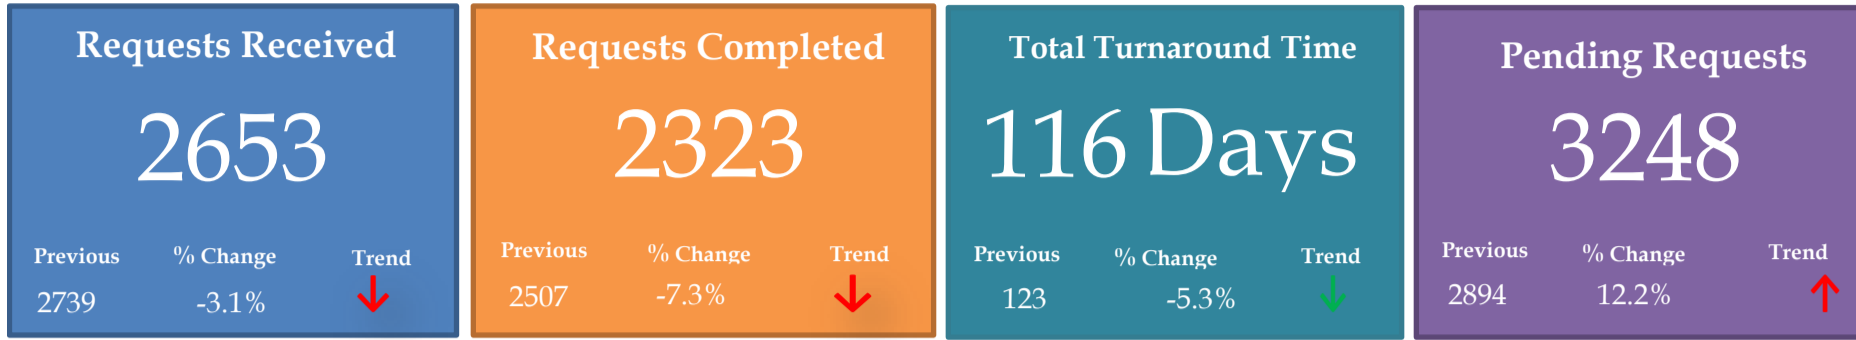 Requests Received
2653
Previous % Change Trend
2739 -3.1%
Requests Completed
2323
Previous % Change Trend
2507 -7.3%
Total Turnaround Time
116 Days
Previous % Change Trend
123 -5.3%
Pending Requests
3248
Previous % Change Trend
2894 12.2%